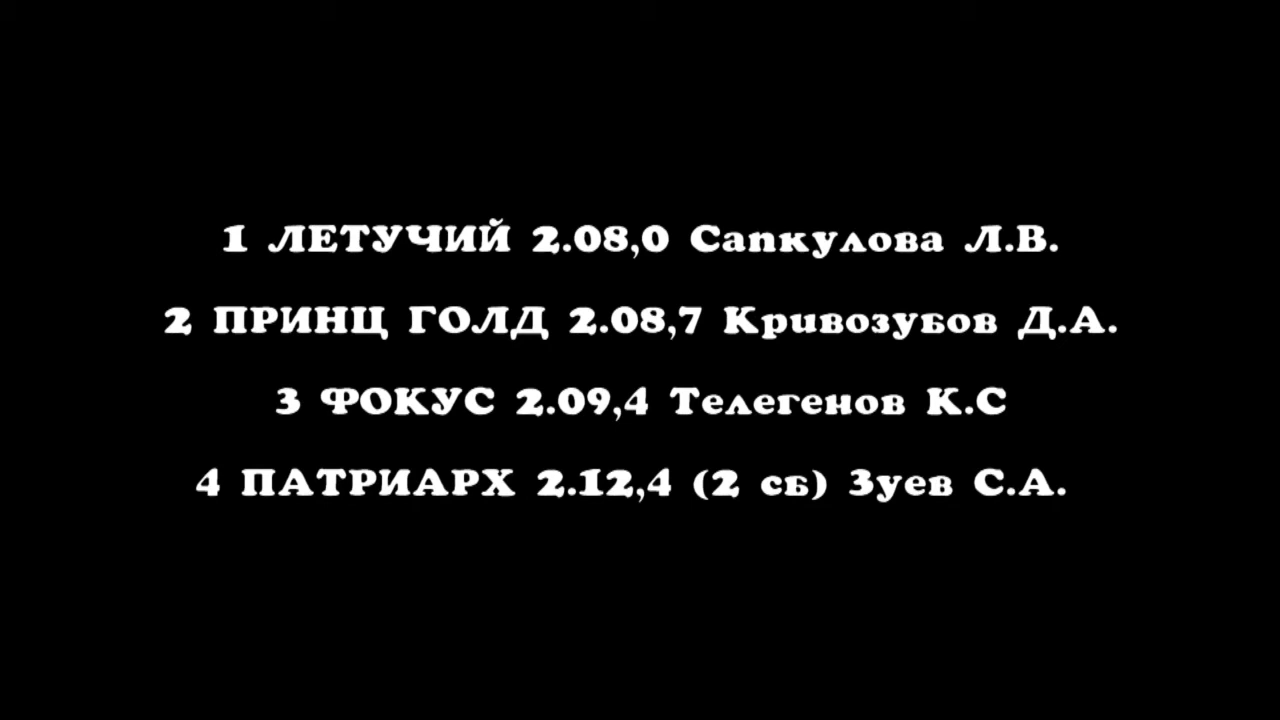 1 ЛЕТУЧИЙ 2.08,0 Сапкулова Л.В.
2 ПРИНЦ ГОЛД 2.08,7 Кривозубов Д.А.
3 ФОКУС 2.09,4 Телегенов К.С
4 ПАТРИАРХ 2.12,4 (2 сб) Зуев С.А.